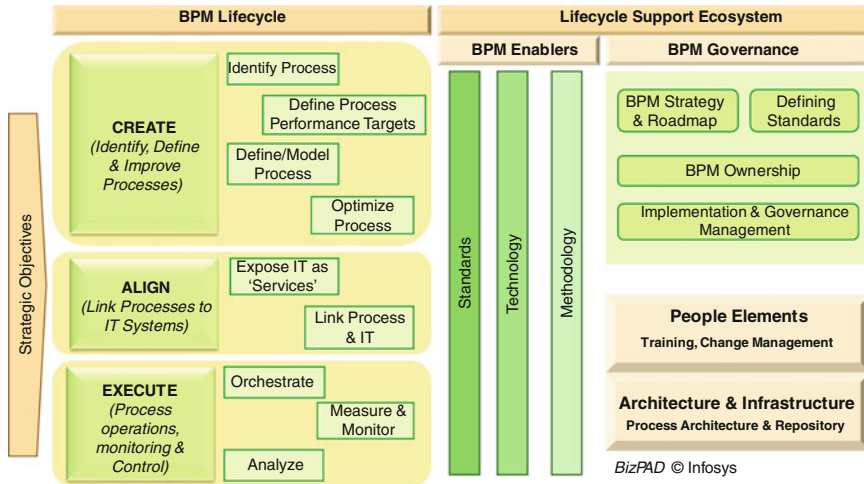 BPM Lifecycle
Lifecycle Support Ecosystem
BPM Enablers
BPM Governance
Strategic Objectives
CREATE
(Identify, Define
& Improve
Processes)
Identify Process
Define Process
Performance Targets
Define/Model
Process
Optimize
Process
ALIGN
(Link Processes to
IT Systems)
Expose IT as
‘Services’
Link Process
& IT
EXECUTE
(Process
operations,
monitoring &
Control)
Orchestrate
Measure &
Monitor
Analyze
Standards
Technology
Methodology
BPM Strategy
& Roadmap
Defining
Standards
BPM Ownership
Implementation & Governance
Management
People Elements
Training, Change Management
Architecture & Infrastructure
Process Architecture & Repository
BizPAD © Infosys